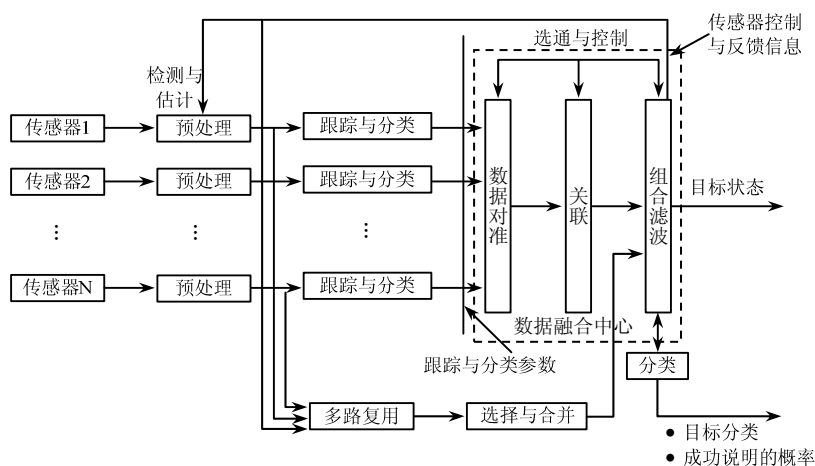 传感器控制
与反馈信息
选通与控制
检测与
估计
传感器1
预处理
跟踪与分类
传感器2
预处理
跟踪与分类
数据对准
关联
组合滤波
目标状态
⋮
⋮
⋮
传感器N
预处理
跟踪与分类
数据融合中心
跟踪与分类参数
分类
多路复用
选择与合并
● 目标分类
● 成功说明的概率